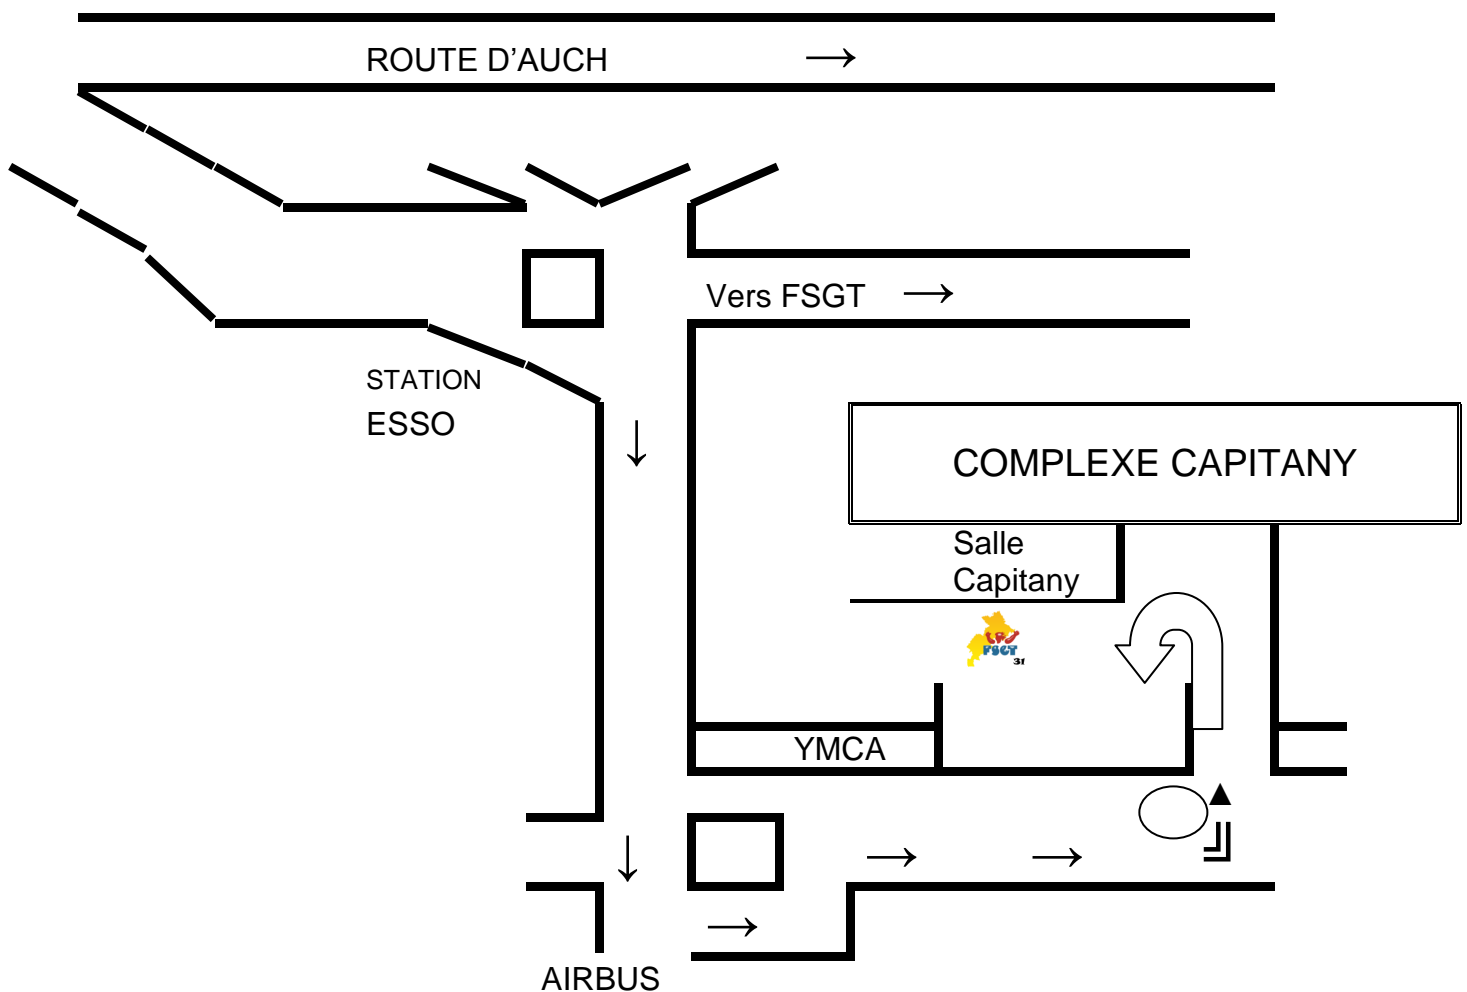 ROUTE D'AUCH →
Vers FSGT →
STATION
ESSO
COMPLEXE CAPITANY
Salle
Capitany
FSGT
31
YMCA
AIRBUS